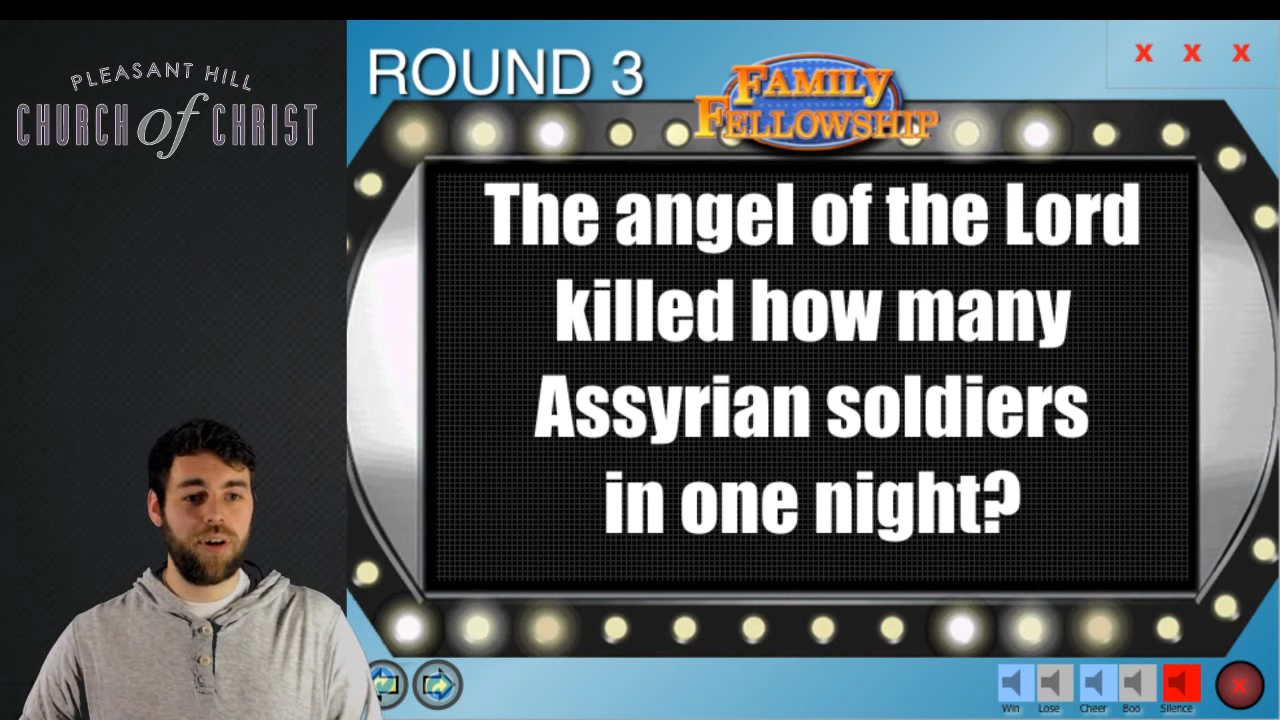 PLEASANT HILL
CHURCH of CHRIST
ROUND 3
X X X
FAMILY
FELLOWSHIP
The angel of the Lord
killed how many
Assyrian soldiers
in one night?
Win Lose Cheer Boo Silence
X